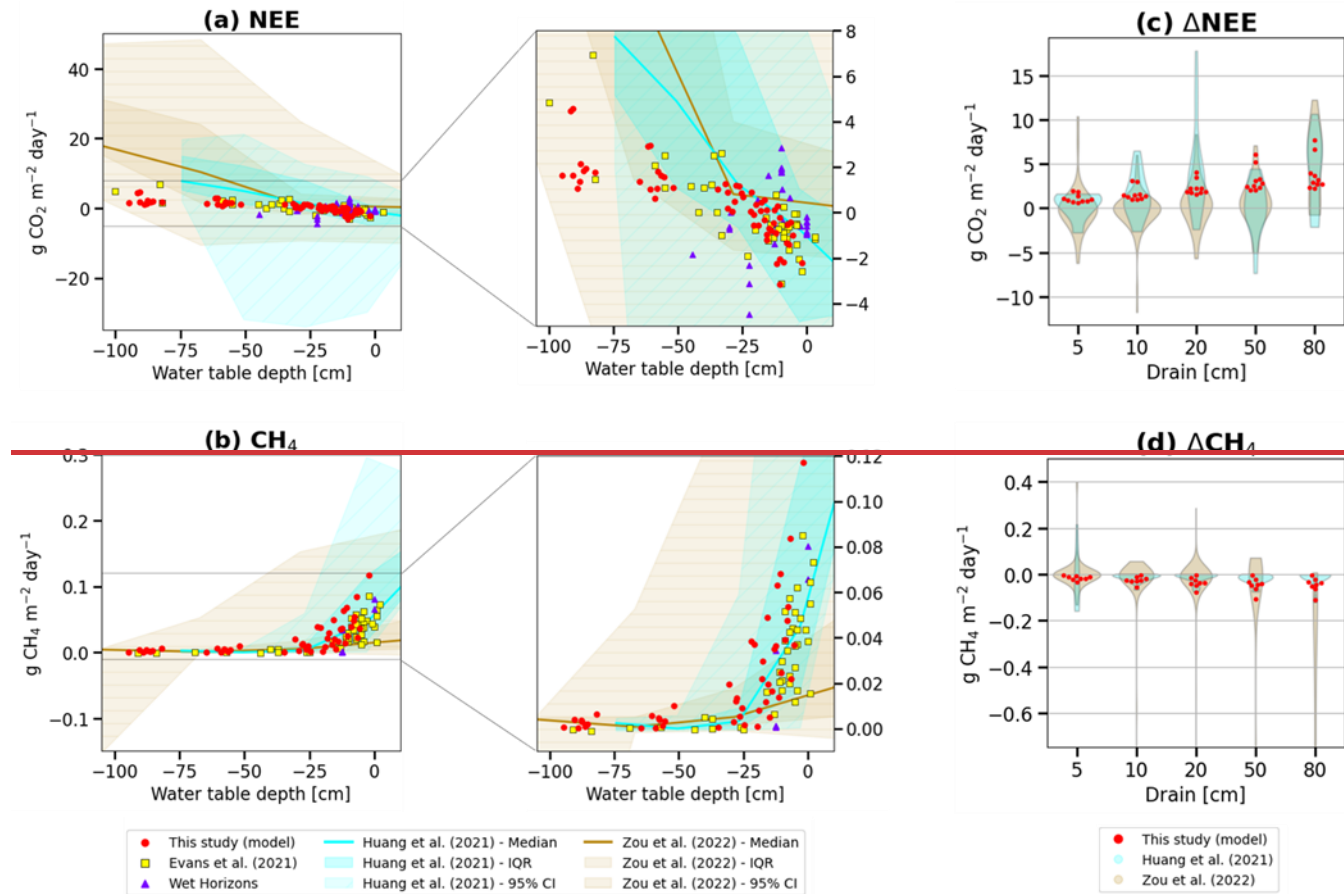 (a) NEE
g CO₂ m⁻² day⁻¹
40
20
0
−20
−100 −75 −50 −25 0
Water table depth [cm]
8
6
4
2
0
−2
−4
−100 −75 −50 −25 0
Water table depth [cm]
(c) ΔNEE
g CO₂ m⁻² day⁻¹
15
10
5
0
−5
−10
5 10 20 50 80
Drain [cm]
(b) CH₄
g CH₄ m⁻² day⁻¹
0.3
0.2
0.1
0.0
−0.1
−100 −75 −50 −25 0
Water table depth [cm]
0.12
0.10
0.08
0.06
0.04
0.02
0.00
−100 −75 −50 −25 0
Water table depth [cm]
(d) ΔCH₄
g CH₄ m⁻² day⁻¹
0.4
0.2
0.0
−0.2
−0.4
−0.6
5 10 20 50 80
Drain [cm]
This study (model)
Evans et al. (2021)
Wet Horizons
Huang et al. (2021) - Median
Huang et al. (2021) - IQR
Huang et al. (2021) - 95% CI
Zou et al. (2022) - Median
Zou et al. (2022) - IQR
Zou et al. (2022) - 95% CI
This study (model)
Huang et al. (2021)
Zou et al. (2022)